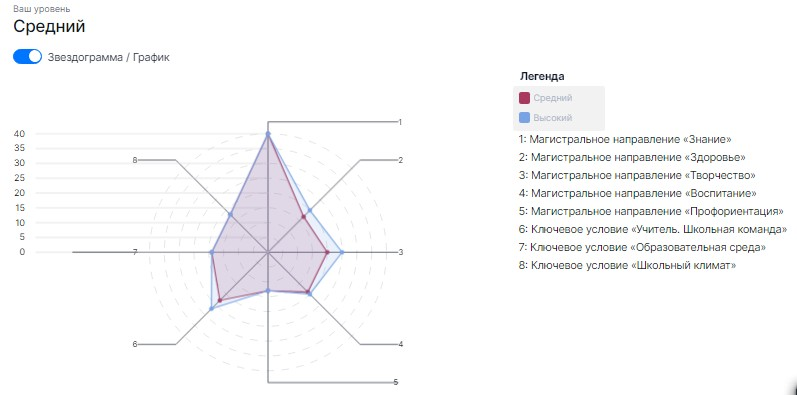 Ваш уровень
Средний
Звездограмма / График
Легенда
Средний
Высокий
1: Магистральное направление «Знание»
2: Магистральное направление «Здоровье»
3: Магистральное направление «Творчество»
4: Магистральное направление «Воспитание»
5: Магистральное направление «Профориентация»
6: Ключевое условие «Учитель. Школьная команда»
7: Ключевое условие «Образовательная среда»
8: Ключевое условие «Школьный климат»
1
40
35
30
25
20
15
10
5
0
8
2
7
3
6
4
5